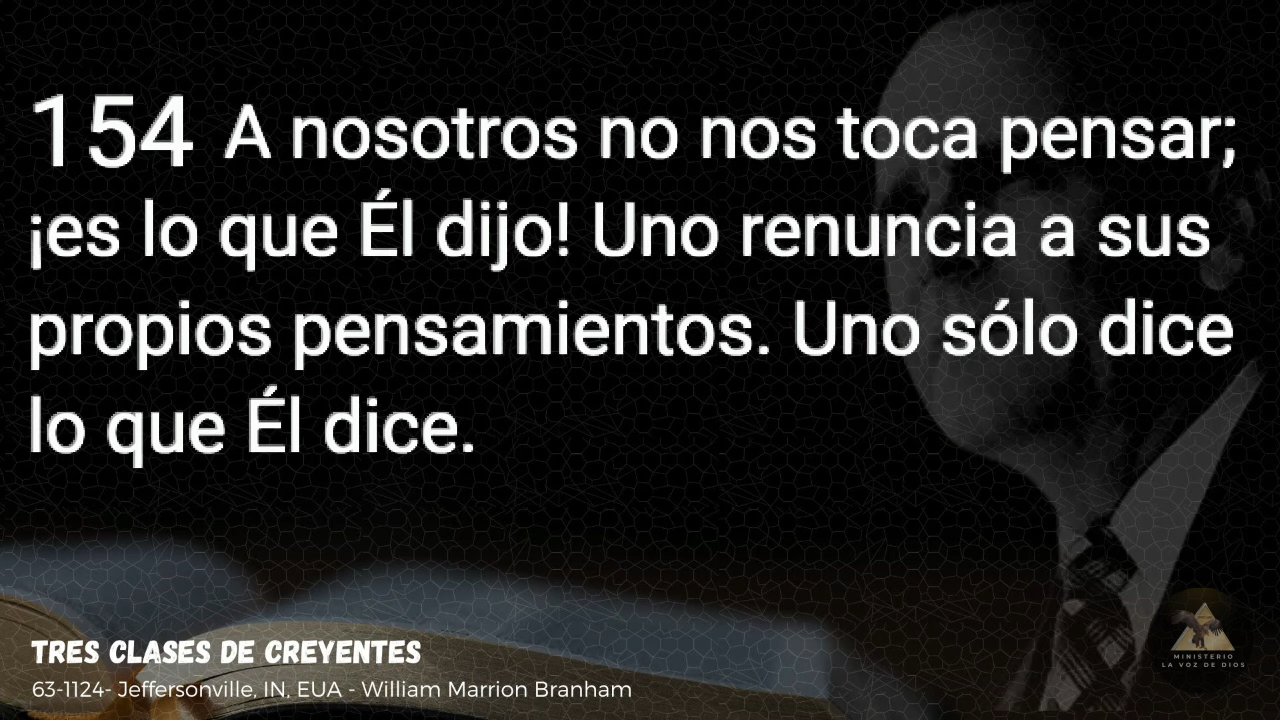 154 A nosotros no nos toca pensar;
¡es lo que Él dijo! Uno renuncia a sus
propios pensamientos. Uno sólo dice
lo que Él dice.
TRES CLASES DE CREYENTES
63-1124- Jeffersonville, IN, EUA - William Marrion Branham
MINISTERIO
LA VOZ DE DIOS